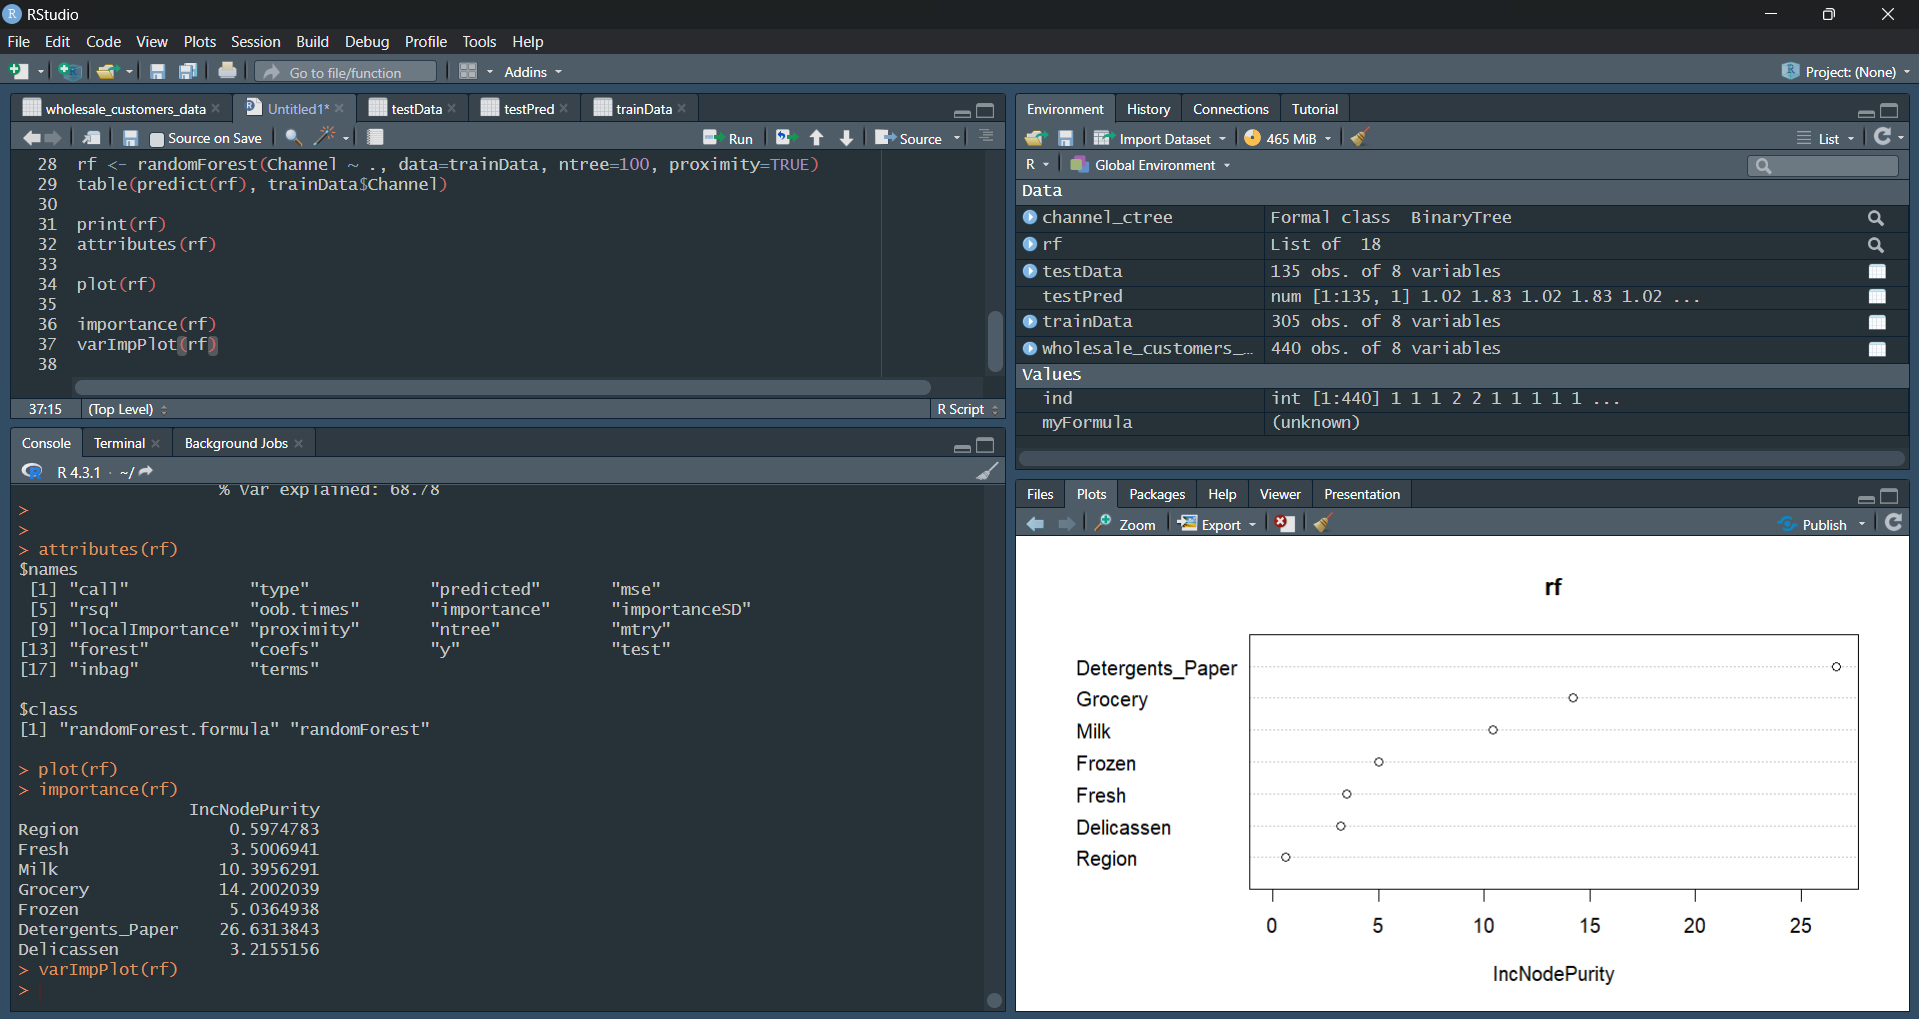 RStudio
File Edit Code View Plots Session Build Debug Profile Tools Help
Go to file/function Addins Project: (None)
wholesale_customers_data Untitled1* testData testPred trainData
Source on Save Run Source
28 rf <- randomForest(Channel ~ ., data=trainData, ntree=100, proximity=TRUE)
29 table(predict(rf), trainData$Channel)
30
31 print(rf)
32 attributes(rf)
33
34 plot(rf)
35
36 importance(rf)
37 varImpPlot(rf)
38
37:15 (Top Level) R Script
Console Terminal Background Jobs
R 4.3.1 · ~/
% Var explained: 68.78
>
>
> attributes(rf)
$names
[1] "call" "type" "predicted" "mse"
[5] "rsq" "oob.times" "importance" "importanceSD"
[9] "localImportance" "proximity" "ntree" "mtry"
[13] "forest" "coefs" "y" "test"
[17] "inbag" "terms"
$class
[1] "randomForest.formula" "randomForest"
> plot(rf)
> importance(rf)
IncNodePurity
Region 0.5974783
Fresh 3.5006941
Milk 10.3956291
Grocery 14.2002039
Frozen 5.0364938
Detergents_Paper 26.6313843
Delicassen 3.2155156
> varImpPlot(rf)
>
Environment History Connections Tutorial
Import Dataset 465 MiB List
R Global Environment
Data
channel_ctree Formal class BinaryTree
rf List of 18
testData 135 obs. of 8 variables
testPred num [1:135, 1] 1.02 1.83 1.02 1.83 1.02 ...
trainData 305 obs. of 8 variables
wholesale_customers_… 440 obs. of 8 variables
Values
ind int [1:440] 1 1 1 2 2 1 1 1 1 1 ...
myFormula (unknown)
Files Plots Packages Help Viewer Presentation
Zoom Export Publish
rf
Detergents_Paper
Grocery
Milk
Frozen
Fresh
Delicassen
Region
0 5 10 15 20 25
IncNodePurity